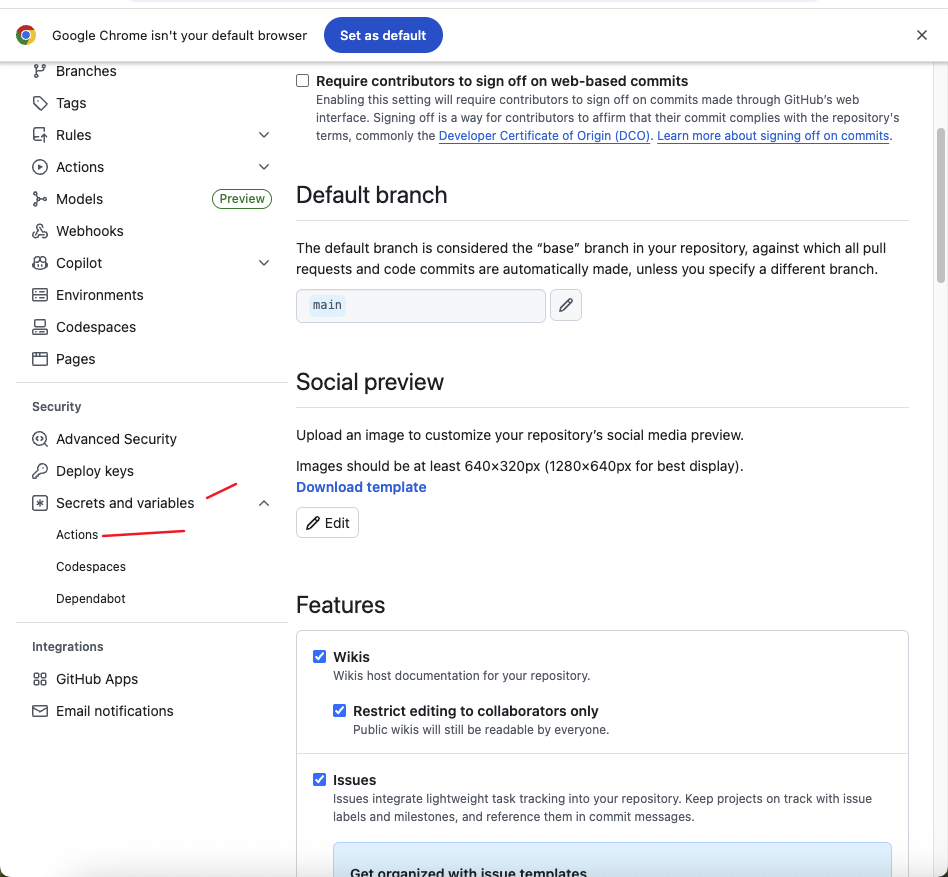 Google Chrome isn't your default browser
Set as default
Branches
Tags
Rules
Actions
Models
Preview
Webhooks
Copilot
Environments
Codespaces
Pages
Security
Advanced Security
Deploy keys
Secrets and variables
Actions
Codespaces
Dependabot
Integrations
GitHub Apps
Email notifications
Require contributors to sign off on web-based commits
Enabling this setting will require contributors to sign off on commits made through GitHub's web
interface. Signing off is a way for contributors to affirm that their commit complies with the repository's
terms, commonly the Developer Certificate of Origin (DCO). Learn more about signing off on commits.
Default branch
The default branch is considered the “base” branch in your repository, against which all pull
requests and code commits are automatically made, unless you specify a different branch.
main
Social preview
Upload an image to customize your repository's social media preview.
Images should be at least 640×320px (1280×640px for best display).
Download template
Edit
Features
Wikis
Wikis host documentation for your repository.
Restrict editing to collaborators only
Public wikis will still be readable by everyone.
Issues
Issues integrate lightweight task tracking into your repository. Keep projects on track with issue
labels and milestones, and reference them in commit messages.
Get organized with issue templates